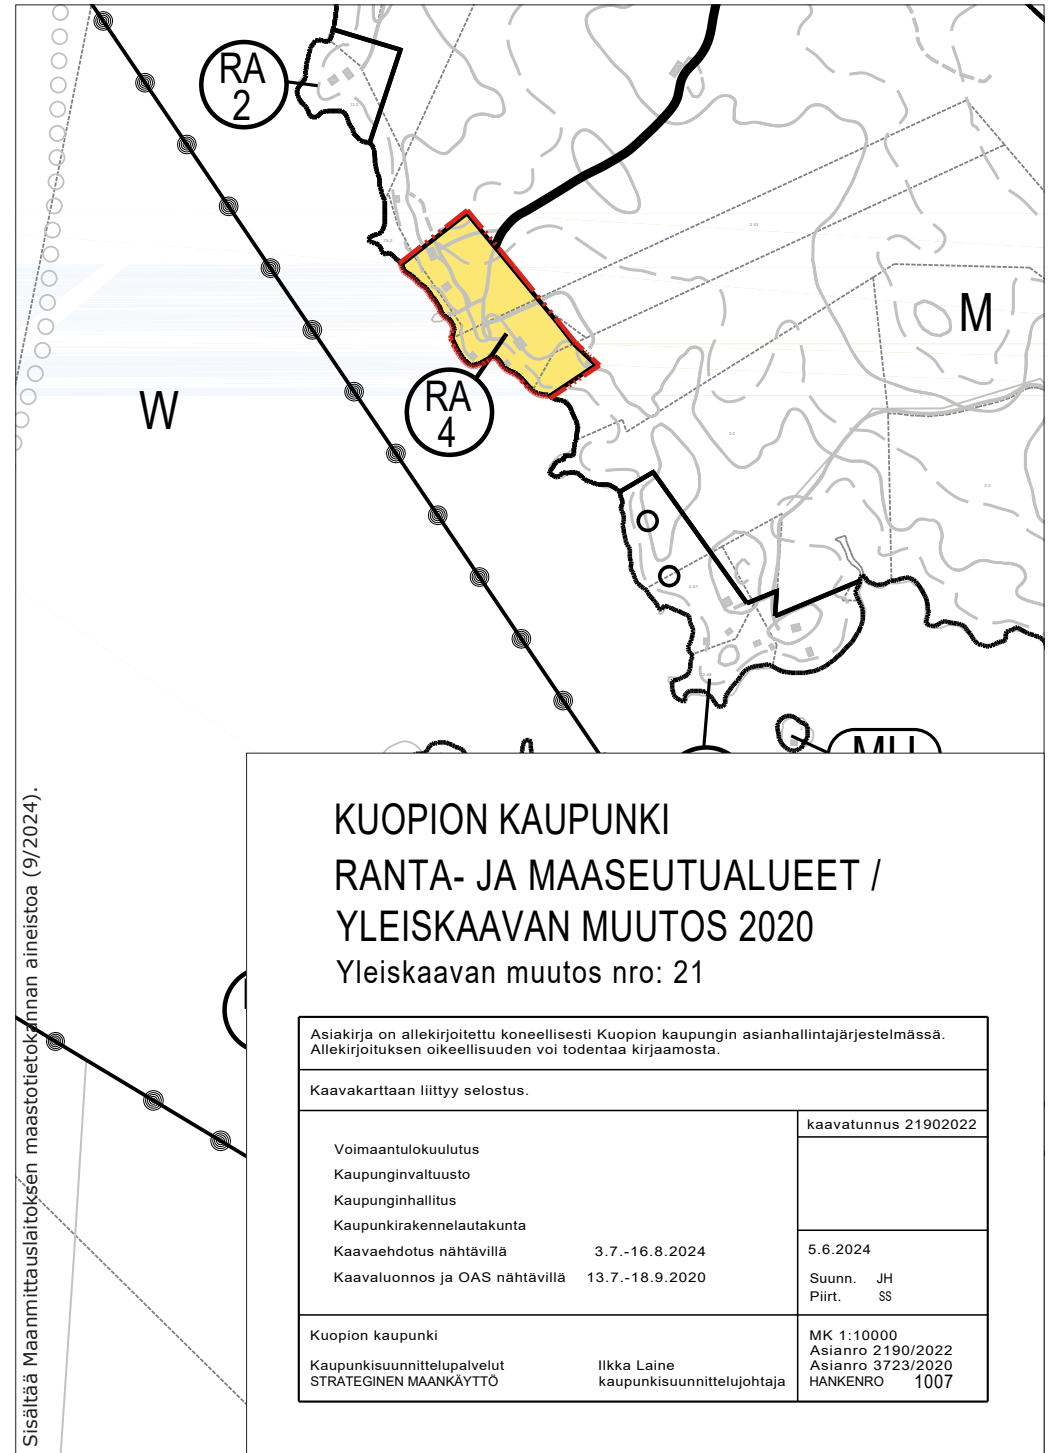 RA
2
M
W
RA
4
MU
Sisältää Maanmittauslaitoksen maastotietokannan aineistoa (9/2024).
KUOPION KAUPUNKI
RANTA- JA MAASEUTUALUEET /
YLEISKAAVAN MUUTOS 2020
Yleiskaavan muutos nro: 21
Asiakirja on allekirjoitettu koneellisesti Kuopion kaupungin asianhallintajärjestelmässä.
Allekirjoituksen oikeellisuuden voi todentaa kirjaamosta.
Kaavakarttaan liittyy selostus.
kaavatunnus 21902022
Voimaantulokuulutus
Kaupunginvaltuusto
Kaupunginhallitus
Kaupunkirakennelautakunta
Kaavaehdotus nähtävillä 3.7.-16.8.2024
Kaavaluonnos ja OAS nähtävillä 13.7.-18.9.2020
5.6.2024
Suunn. JH
Piirt. SS
Kuopion kaupunki
Kaupunkisuunnittelupalvelut Ilkka Laine
STRATEGINEN MAANKÄYTTÖ kaupunkisuunnittelujohtaja
MK 1:10000
Asianro 2190/2022
Asianro 3723/2020
HANKENRO 1007